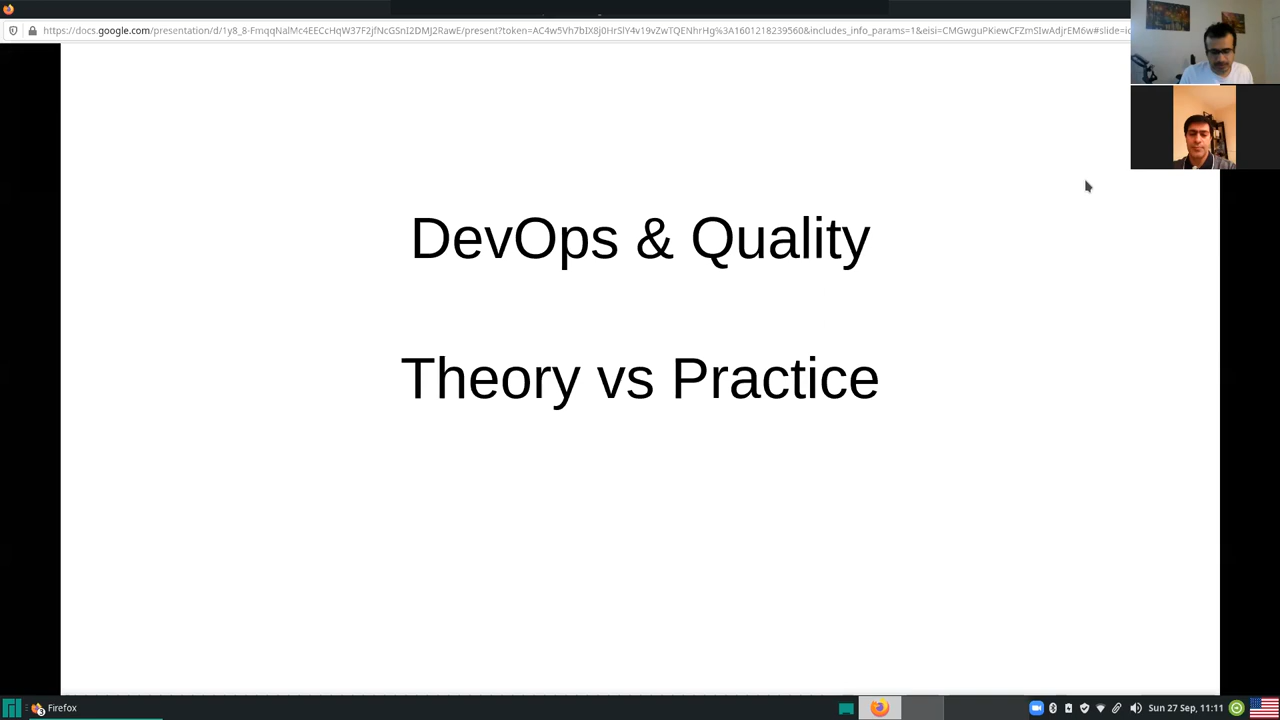 DevOps & Quality
Theory vs Practice
Firefox
Sun 27 Sep, 11:11